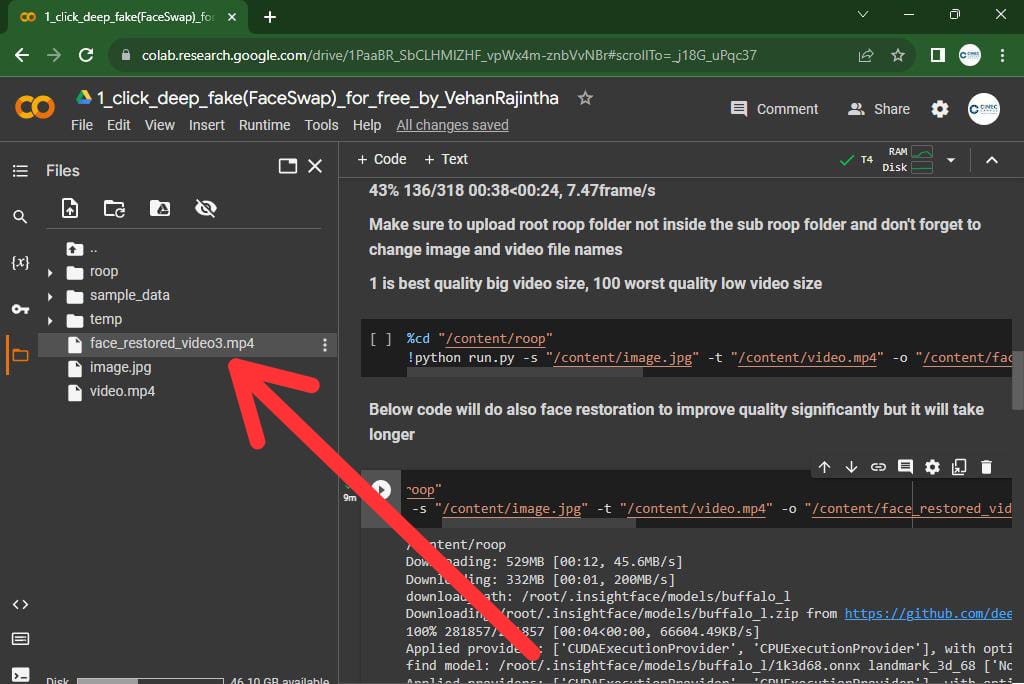 1_click_deep_fake(FaceSwap)_fo
colab.research.google.com/drive/1PaaBR_SbCLHMIZHF_vpWx4m-znbVvNBr#scrollTo=_j18G_uPqc37
1_click_deep_fake(FaceSwap)_for_free_by_VehanRajintha
Comment
Share
File Edit View Insert Runtime Tools Help All changes saved
Files
+ Code + Text
T4
RAM
Disk
..
roop
sample_data
temp
face_restored_video3.mp4
image.jpg
video.mp4
Disk
46.10 GB available
43% 136/318 00:38<00:24, 7.47frame/s
Make sure to upload root roop folder not inside the sub roop folder and don't forget to
change image and video file names
1 is best quality big video size, 100 worst quality low video size
[ ] %cd "/content/roop"
!python run.py -s "/content/image.jpg" -t "/content/video.mp4" -o "/content/fac
Below code will do also face restoration to improve quality significantly but it will take
longer
9m
roop"
-s "/content/image.jpg" -t "/content/video.mp4" -o "/content/face_restored_vid
/content/roop
Downloading: 529MB [00:12, 45.6MB/s]
Downloading: 332MB [00:01, 200MB/s]
download_path: /root/.insightface/models/buffalo_l
Downloading /root/.insightface/models/buffalo_l.zip from https://github.com/dee
100% 281857/281857 [00:04<00:00, 66604.49KB/s]
Applied providers: ['CUDAExecutionProvider', 'CPUExecutionProvider'], with opti
find model: /root/.insightface/models/buffalo_l/1k3d68.onnx landmark_3d_68 ['No
Applied providers: ['CUDAExecutionProvider', 'CPUExecutionProvider'], with opti